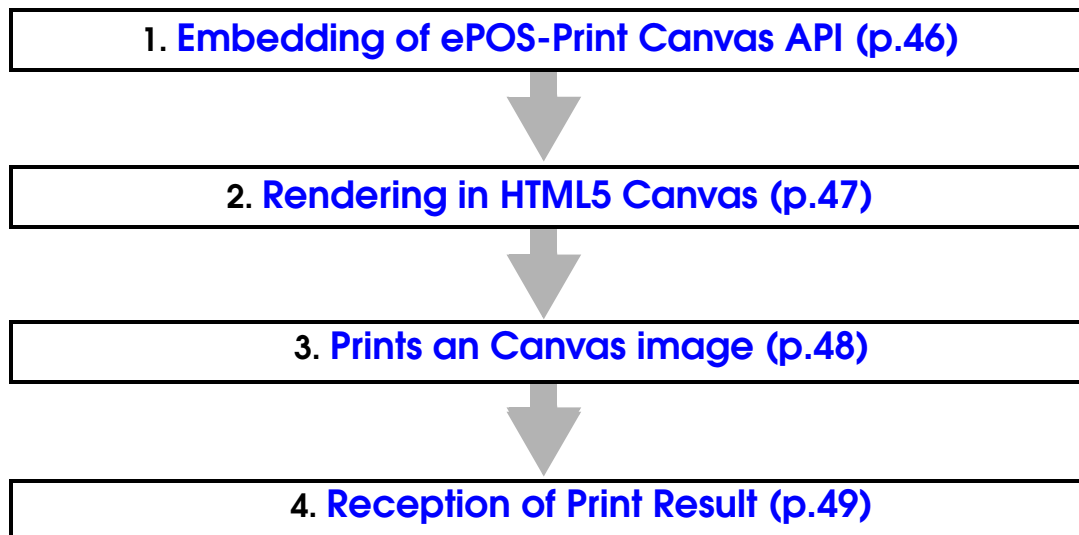 1. Embedding of ePOS-Print Canvas API (p.46)
2. Rendering in HTML5 Canvas (p.47)
3. Prints an Canvas image (p.48)
4. Reception of Print Result (p.49)